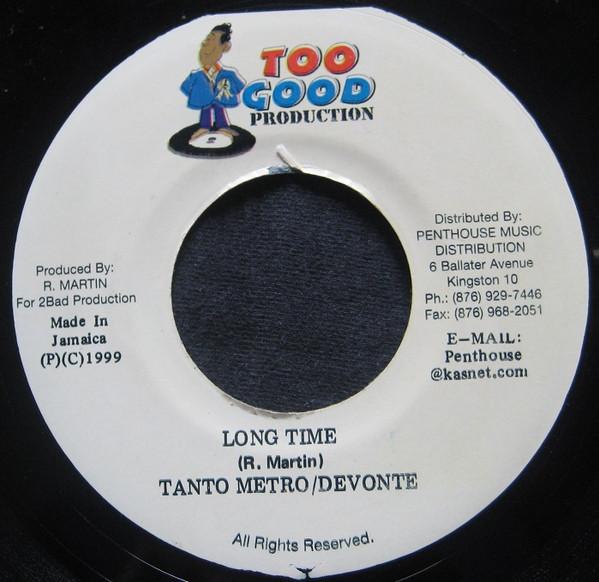 TOO
GOOD
PRODUCTION
Produced By:
R. MARTIN
For 2Bad Production
Made In
Jamaica
(P)(C)1999
Distributed By:
PENTHOUSE MUSIC
DISTRIBUTION
6 Ballater Avenue
Kingston 10
Ph.: (876) 929-7446
Fax: (876) 968-2051
E-MAIL:
Penthouse
@kasnet.com
LONG TIME
(R. Martin)
TANTO METRO/DEVONTE
All Rights Reserved.